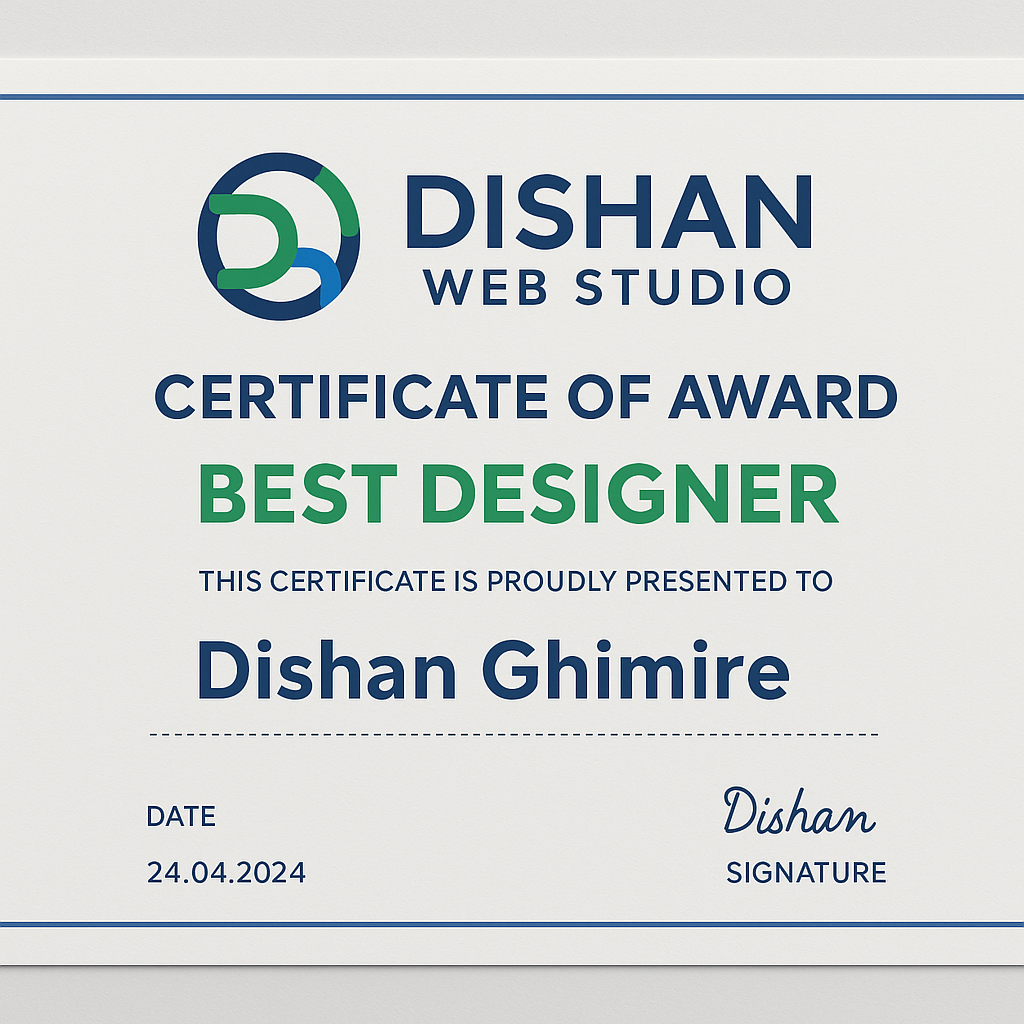 DISHAN
WEB STUDIO
CERTIFICATE OF AWARD
BEST DESIGNER
THIS CERTIFICATE IS PROUDLY PRESENTED TO
Dishan Ghimire
DATE
24.04.2024
Dishan
SIGNATURE